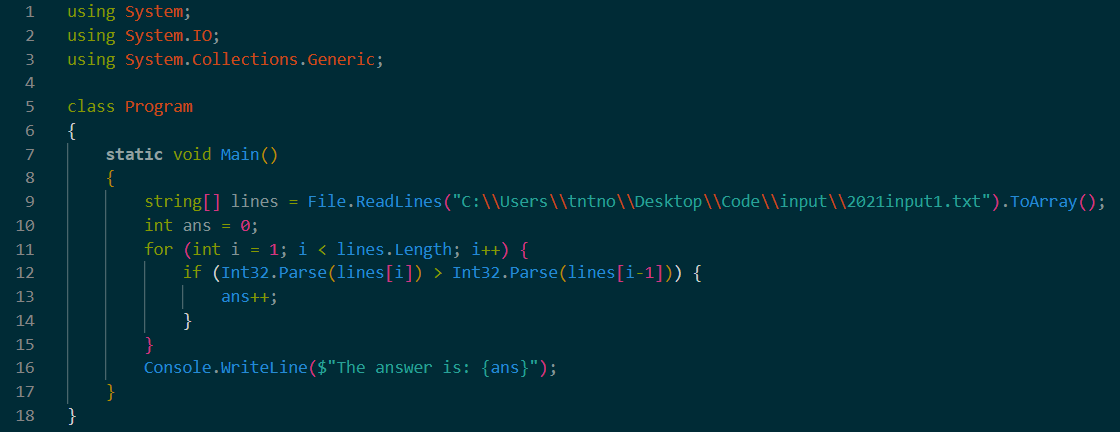 1 using System;
2 using System.IO;
3 using System.Collections.Generic;
4
5 class Program
6 {
7     static void Main()
8     {
9         string[] lines = File.ReadLines("C:\\Users\\tntno\\Desktop\\Code\\input\\2021input1.txt").ToArray();
10         int ans = 0;
11         for (int i = 1; i < lines.Length; i++) {
12             if (Int32.Parse(lines[i]) > Int32.Parse(lines[i-1])) {
13                 ans++;
14             }
15         }
16         Console.WriteLine($"The answer is: {ans}");
17     }
18 }